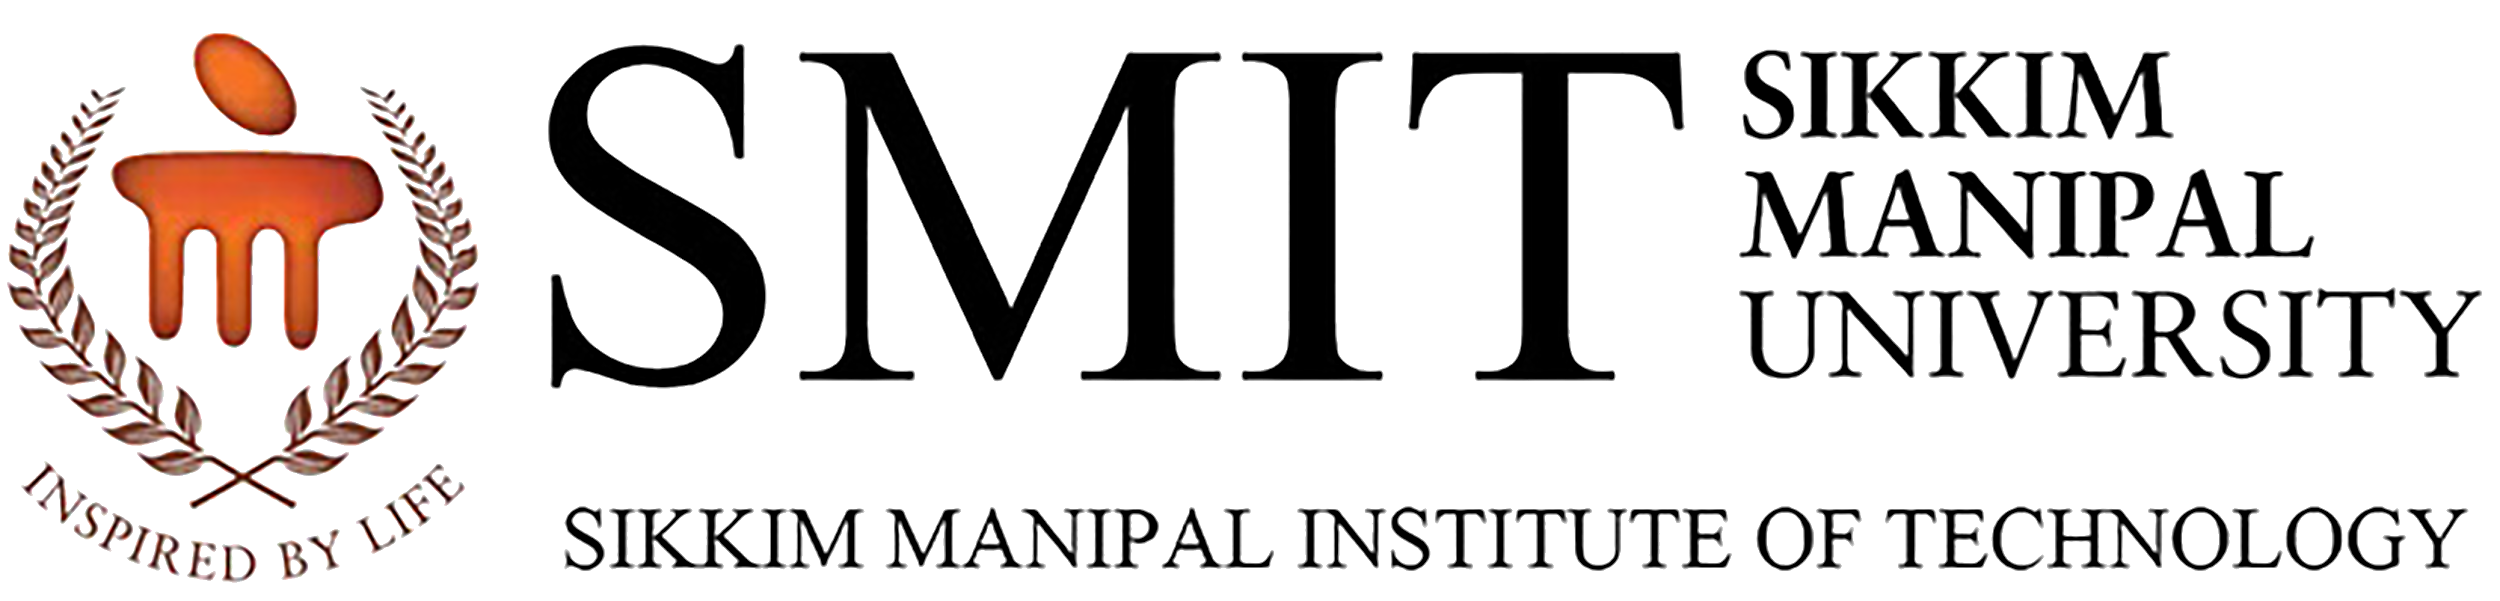 SMIT
SIKKIM
MANIPAL
UNIVERSITY
SIKKIM MANIPAL INSTITUTE OF TECHNOLOGY
INSPIRED BY LIFE